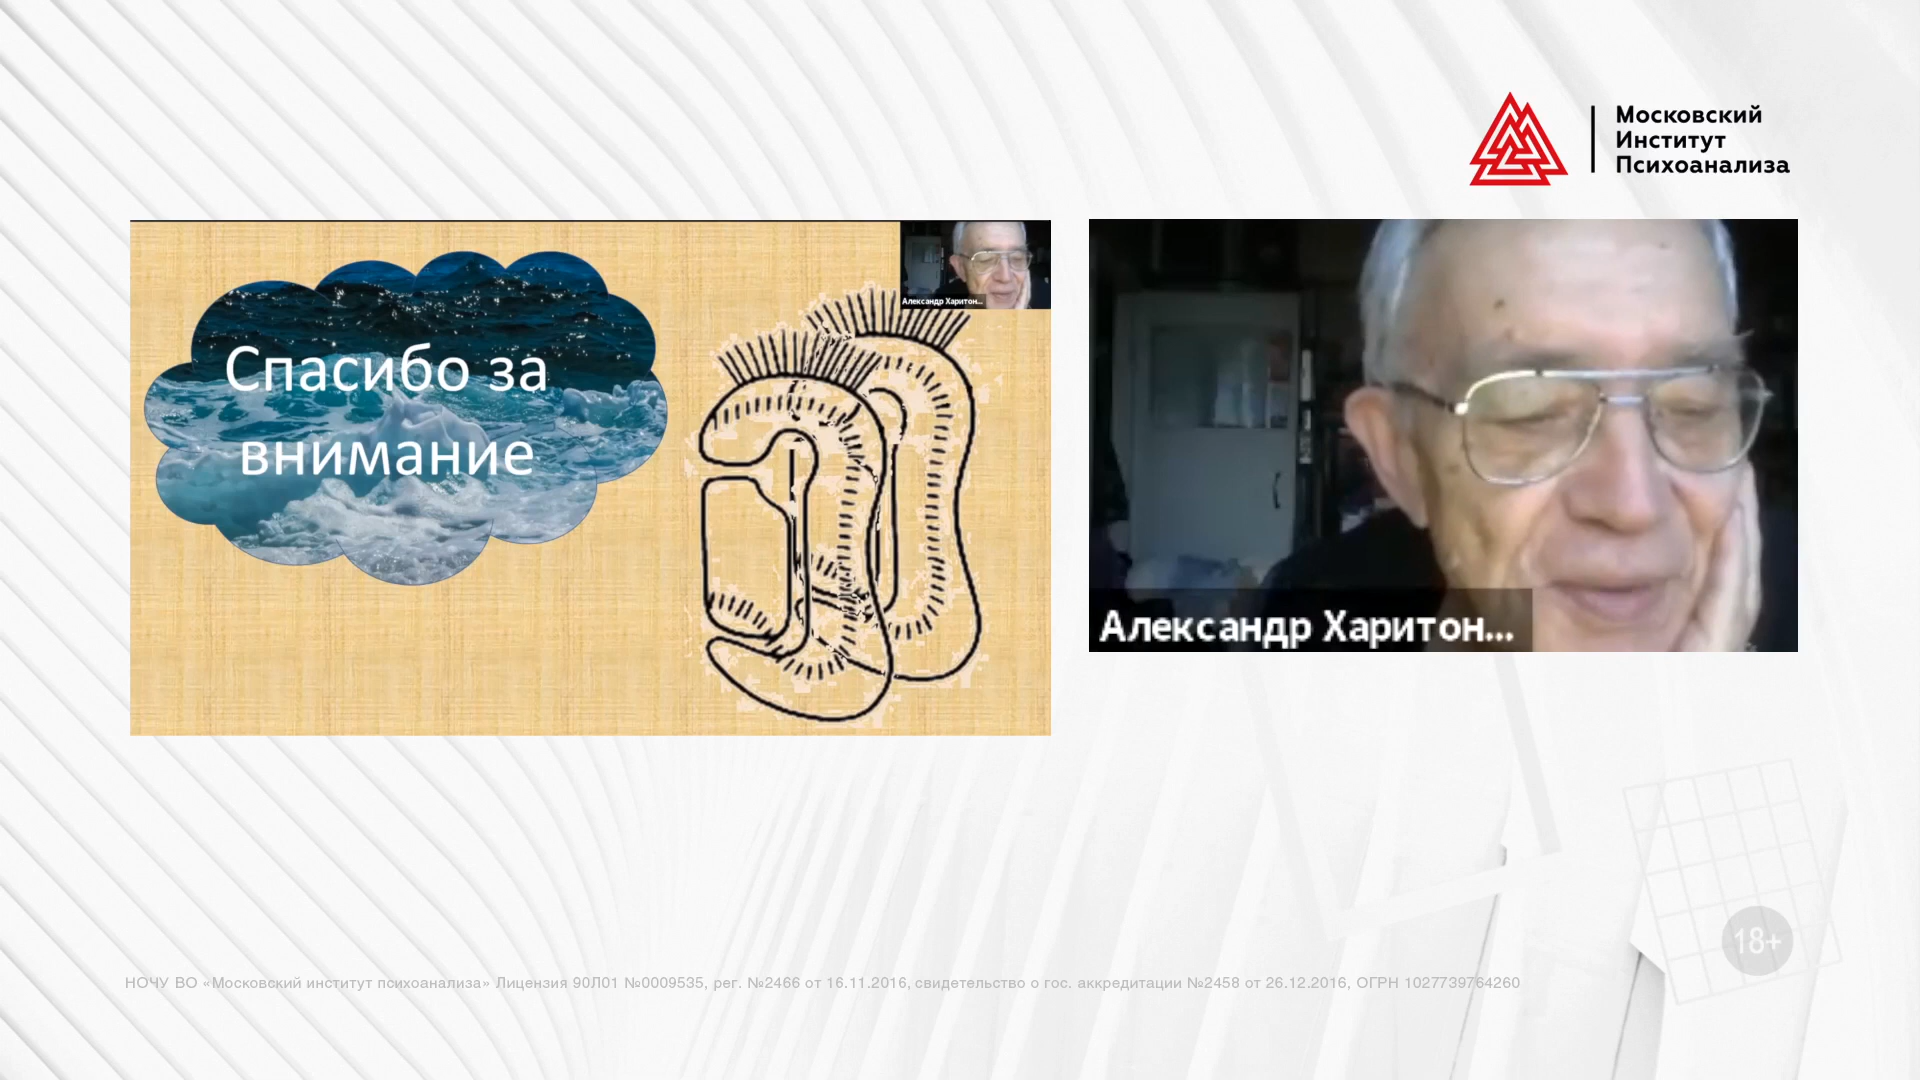 Московский
Институт
Психоанализа
Александр Харитон...
Спасибо за
внимание
Александр Харитон...
18+
НОЧУ ВО «Московский институт психоанализа» Лицензия 90Л01 №0009535, рег. №2466 от 16.11.2016, свидетельство о гос. аккредитации №2458 от 26.12.2016, ОГРН 1027739764260